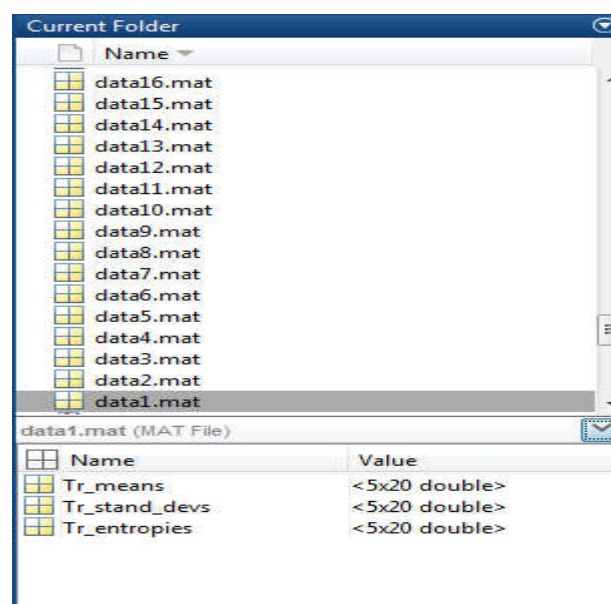 Current Folder
Name
data16.mat
data15.mat
data14.mat
data13.mat
data12.mat
data11.mat
data10.mat
data9.mat
data8.mat
data7.mat
data6.mat
data5.mat
data4.mat
data3.mat
data2.mat
data1.mat
data1.mat (MAT File)
Name Value
Tr_means <5x20 double>
Tr_stand_devs <5x20 double>
Tr_entropies <5x20 double>